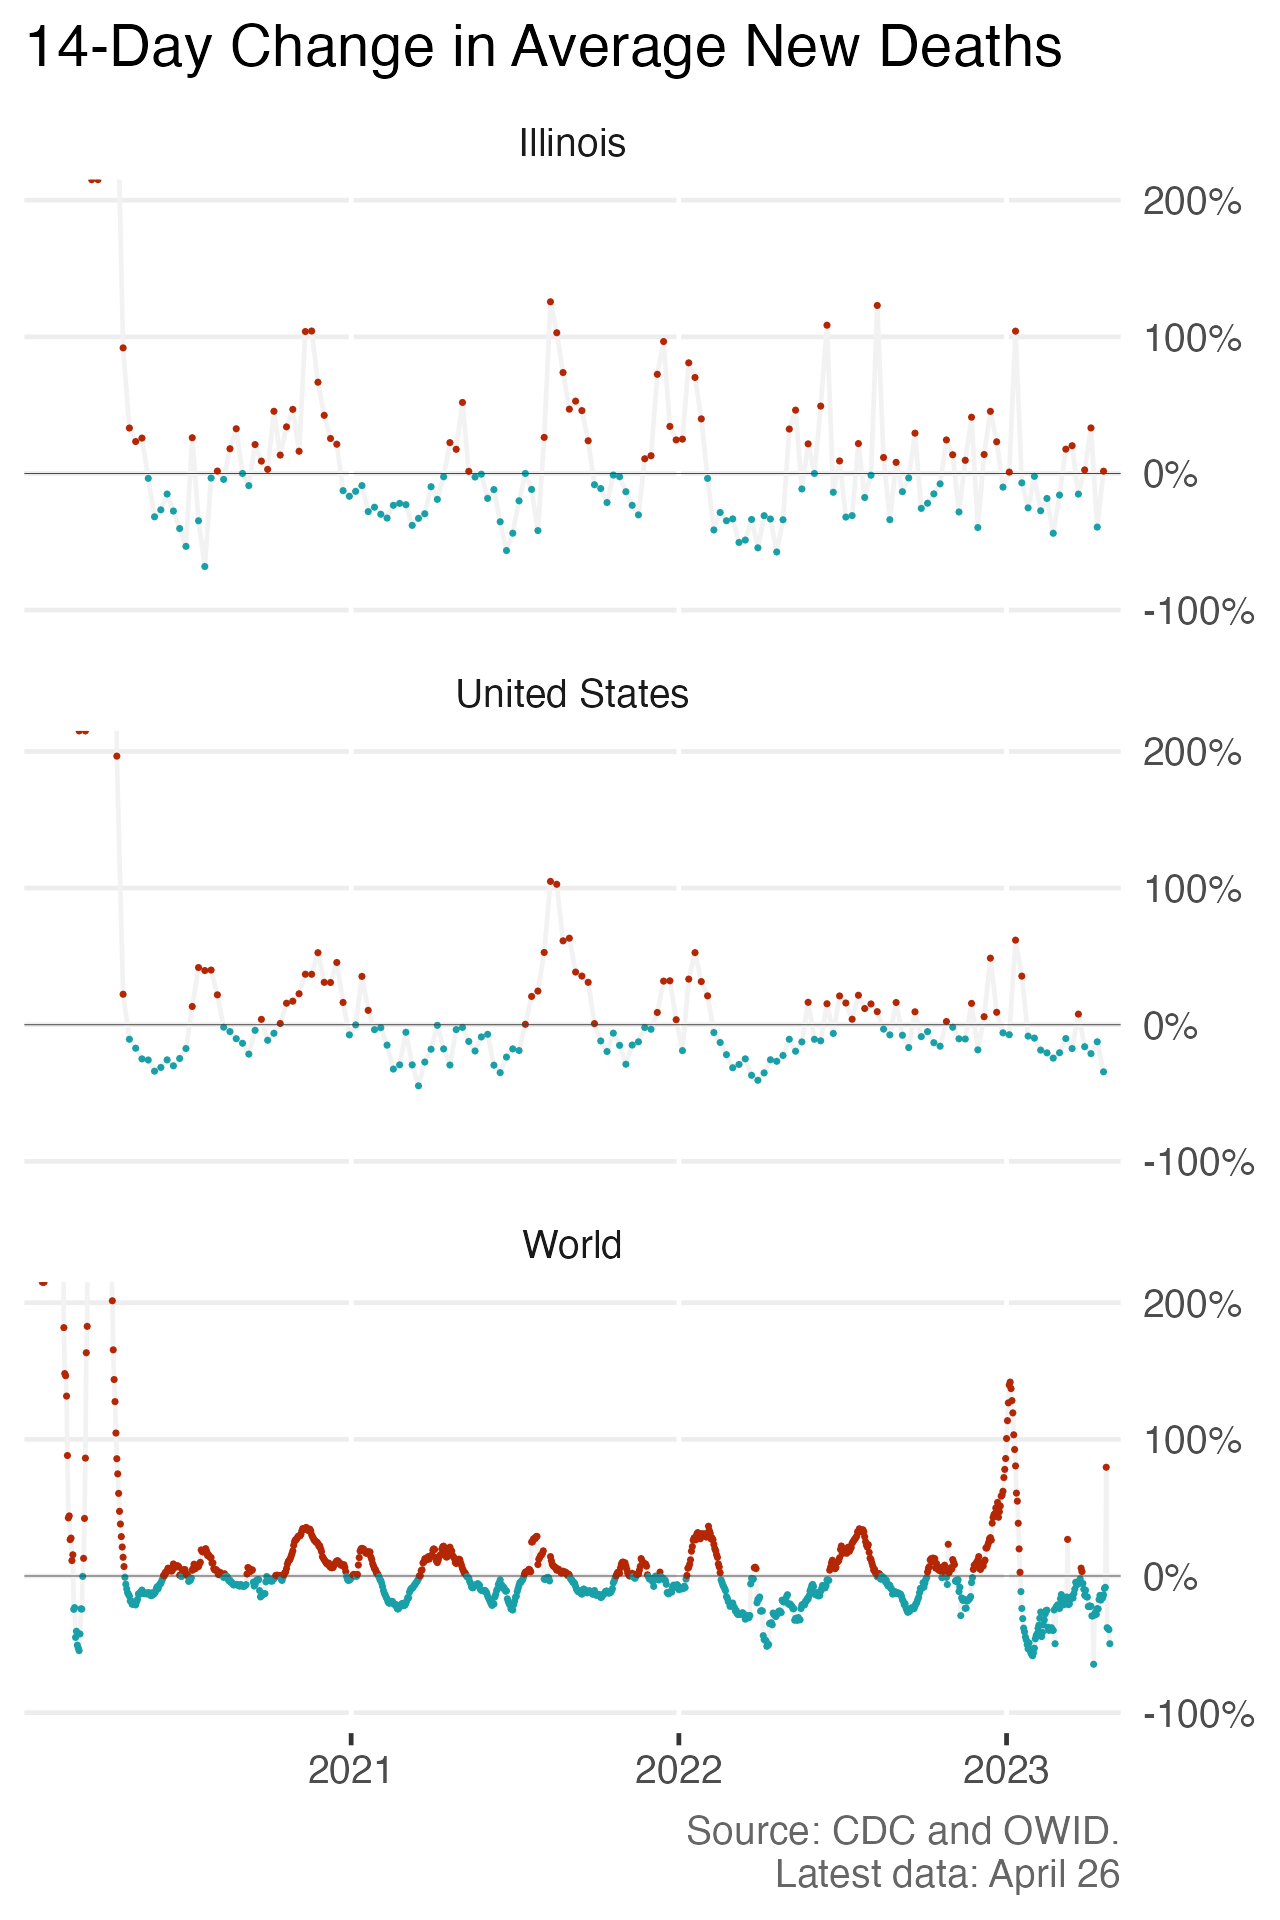 14-Day Change in Average New Deaths
Illinois
200%
100%
0%
-100%
United States
200%
100%
0%
-100%
World
200%
100%
0%
-100%
2021 2022 2023
Source: CDC and OWID.
Latest data: April 26